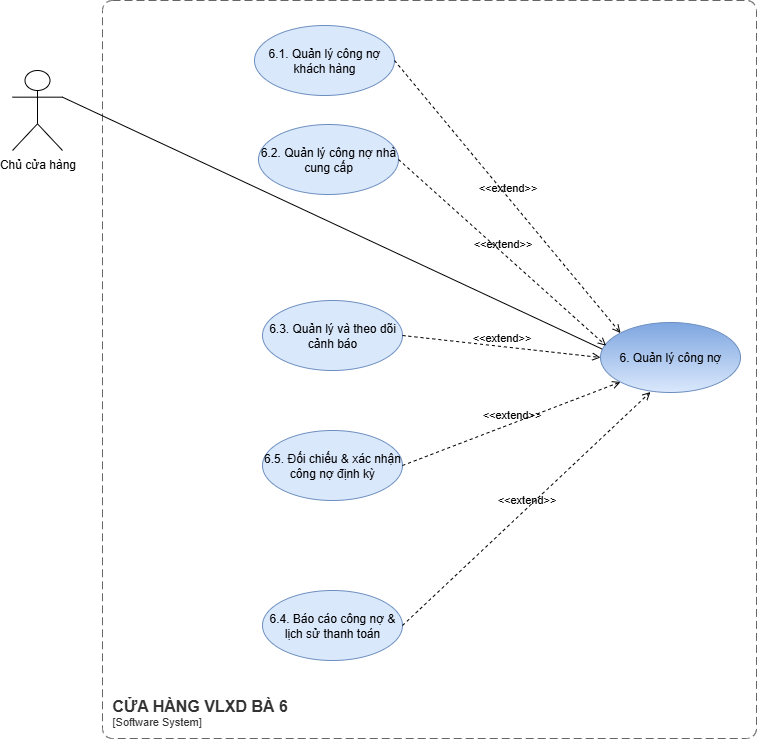 6.1. Quản lý công nợ
khách hàng
Chủ cửa hàng
6.2. Quản lý công nợ nhà
cung cấp
<<extend>>
<<extend>>
6.3. Quản lý và theo dõi
cảnh báo
<<extend>>
6. Quản lý công nợ
<<extend>>
6.5. Đối chiếu & xác nhận
công nợ định kỳ
<<extend>>
6.4. Báo cáo công nợ &
lịch sử thanh toán
CỬA HÀNG VLXD BÀ 6
[Software System]